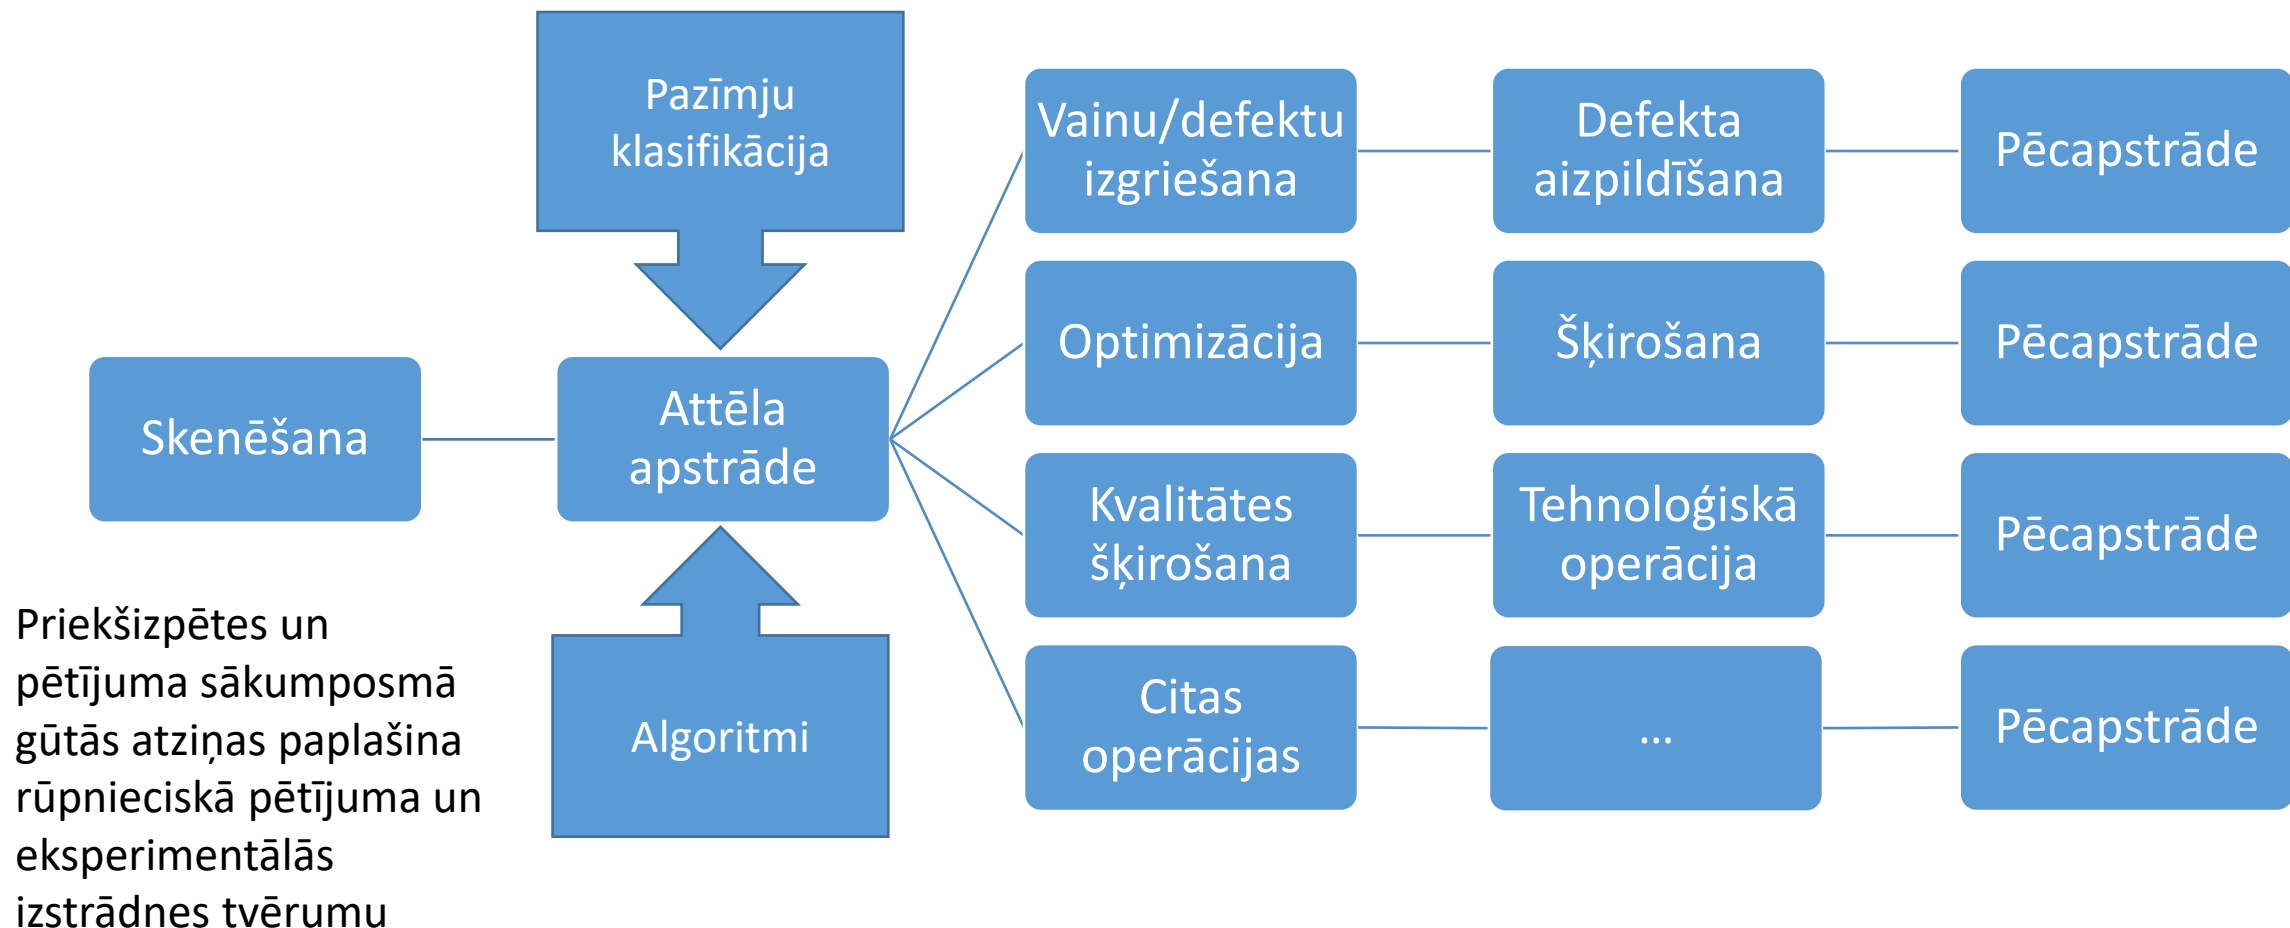 Pazīmju
klasifikācija
Skenēšana
Attēla
apstrāde
Algoritmi
Vainu/defektu
izgriešana
Defekta
aizpildīšana
Pēcapstrāde
Optimizācija
Šķirošana
Pēcapstrāde
Kvalitātes
šķirošana
Tehnoloģiskā
operācija
Pēcapstrāde
Citas
operācijas
...
Pēcapstrāde
Priekšizpētes un
pētījuma sākumposmā
gūtās atziņas paplašina
rūpnieciskā pētījuma un
eksperimentālās
izstrādnes tvērumu